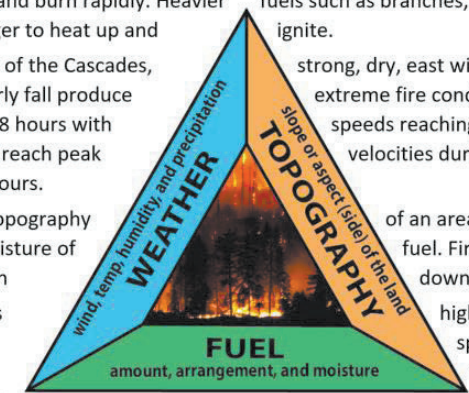 and burn rapidly. Heavier fuels such as branches,
ger to heat up and ignite.
of the Cascades, strong, dry, east wi
rly fall produce extreme fire cond
8 hours with speeds reaching
reach peak velocities dur
ours.
opography of an area
isture of fuel. Fir
down
s high
sp
wind, temp, humidity, and precipitation
WEATHER
slope or aspect (side) of the land
TOPOGRAPHY
FUEL
amount, arrangement, and moisture